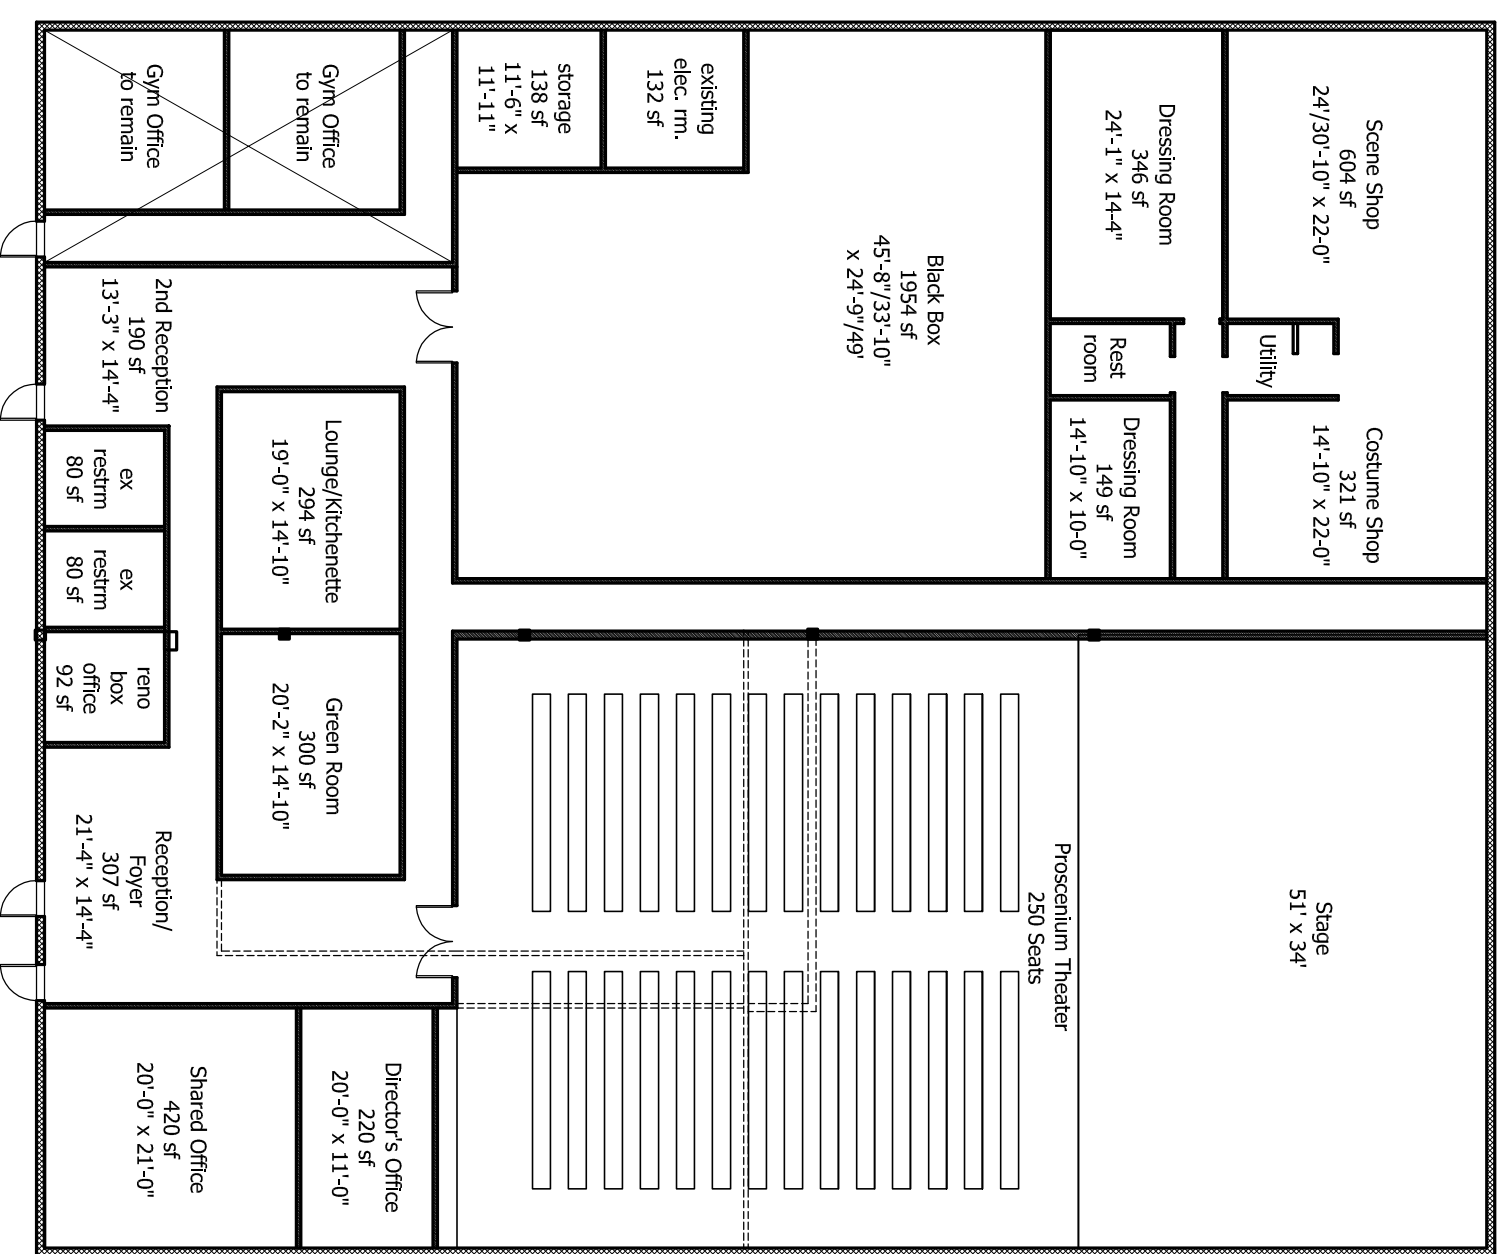 Gym Office
to remain
Gym Office
to remain
storage
138 sf
11'-6" x
11'-11"
existing
elec. rm.
132 sf
Black Box
1954 sf
45'-8"/33'-10"
x 24'-9"/49'
Dressing Room
346 sf
24'-1" x 14'-4"
Scene Shop
604 sf
24'/30'-10" x 22'-0"
Rest
room
Utility
Dressing Room
149 sf
14'-10" x 10'-0"
Costume Shop
321 sf
14'-10" x 22'-0"
2nd Reception
190 sf
13'-3" x 14'-4"
ex
restrm
80 sf
ex
restrm
80 sf
reno
box
office
92 sf
Lounge/Kitchenette
294 sf
19'-0" x 14'-10"
Green Room
300 sf
20'-2" x 14'-10"
Reception/
Foyer
307 sf
21'-4" x 14'-4"
Proscenium Theater
250 Seats
Stage
51' x 34'
Shared Office
420 sf
20'-0" x 21'-0"
Director's Office
220 sf
20'-0" x 11'-0"